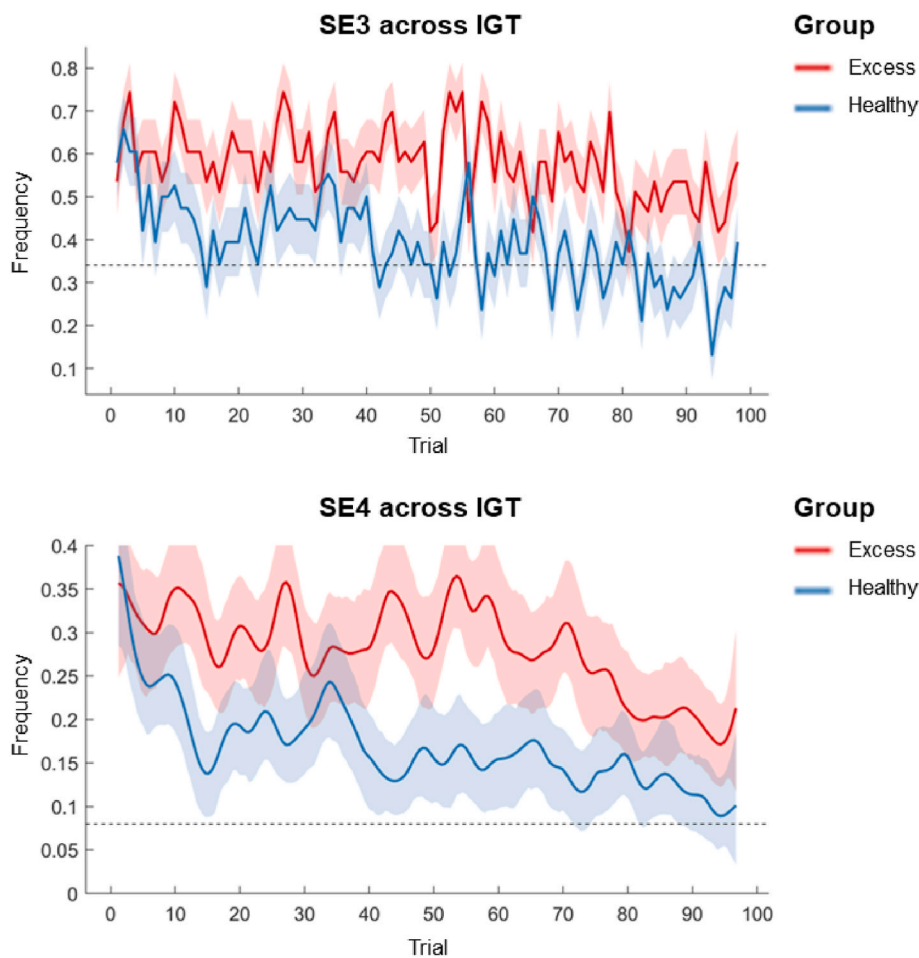 SE3 across IGT
Group
Excess
Healthy
0.8
0.7
0.6
0.5
0.4
0.3
0.2
0.1
Frequency
0 10 20 30 40 50 60 70 80 90 100
Trial
SE4 across IGT
Group
Excess
Healthy
0.4
0.35
0.3
0.25
0.2
0.15
0.1
0.05
0
Frequency
0 10 20 30 40 50 60 70 80 90 100
Trial